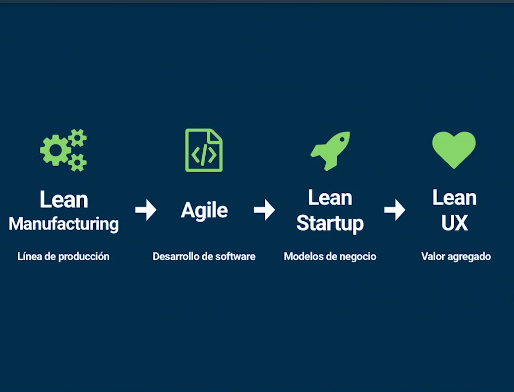 Lean
Manufacturing
Línea de producción
Agile
Desarrollo de software
Lean
Startup
Modelos de negocio
Lean
UX
Valor agregado